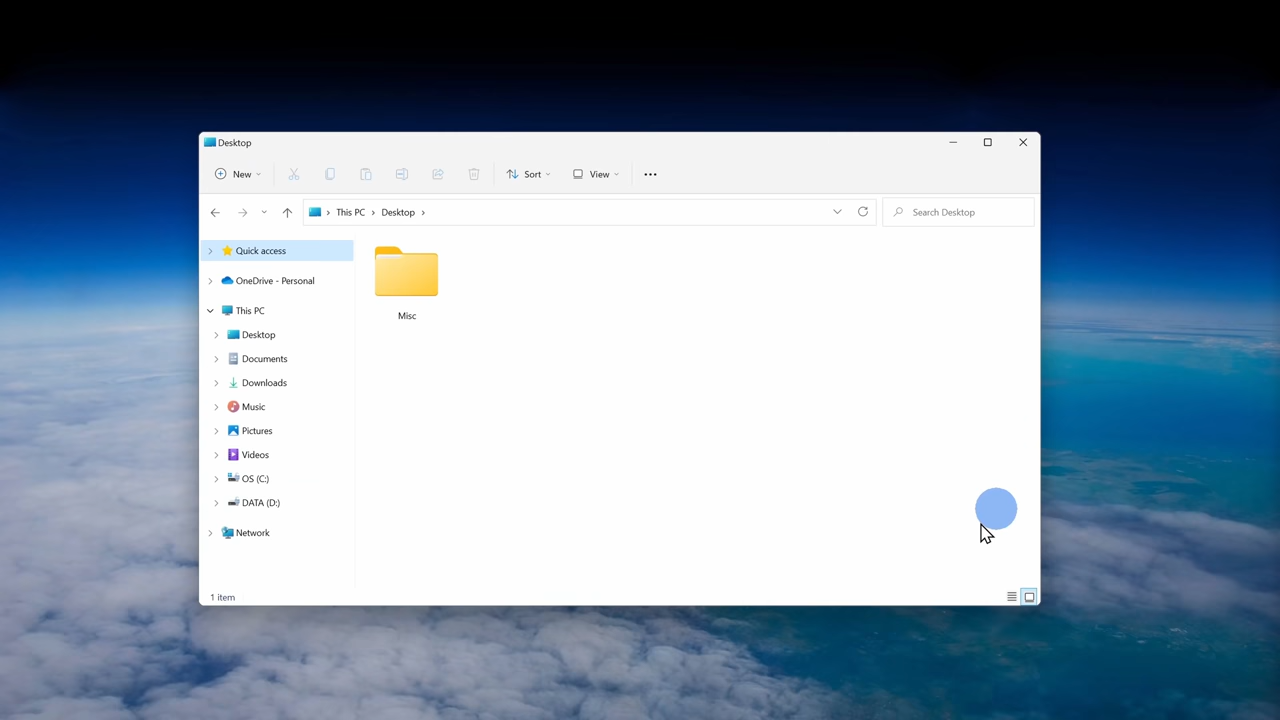 Desktop
New
Sort
View
This PC
Desktop
Search Desktop
Quick access
OneDrive - Personal
This PC
Desktop
Documents
Downloads
Music
Pictures
Videos
OS (C:)
DATA (D:)
Network
Misc
1 item